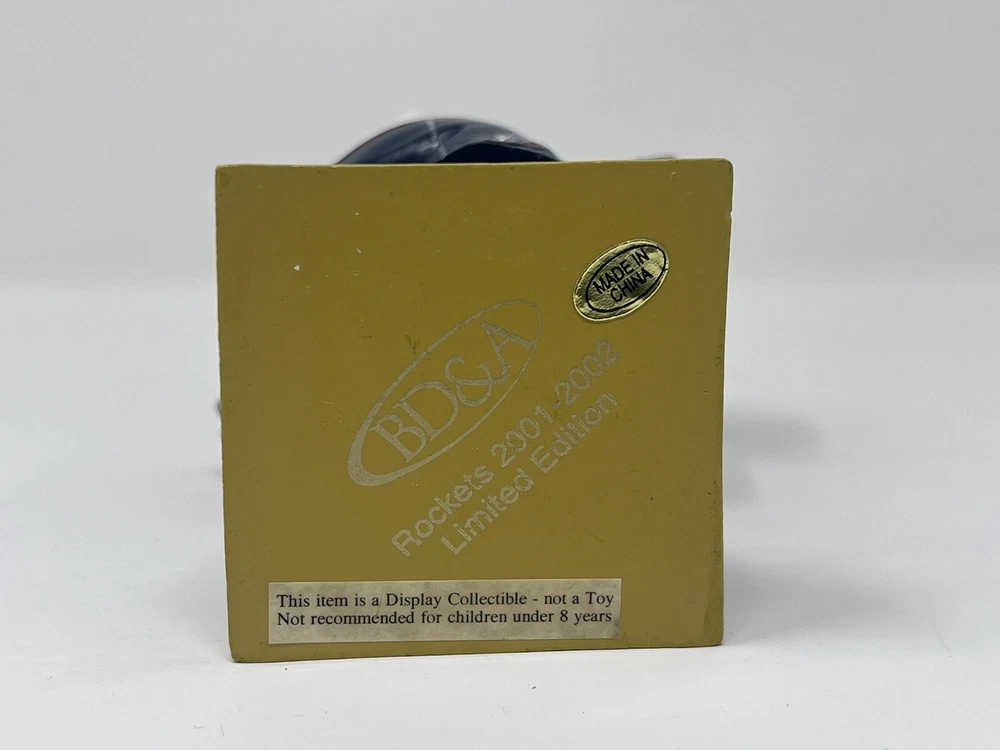 MADE IN
CHINA
BD&A
Rockets 2001-2002
Limited Edition
This item is a Display Collectible - not a Toy
Not recommended for children under 8 years